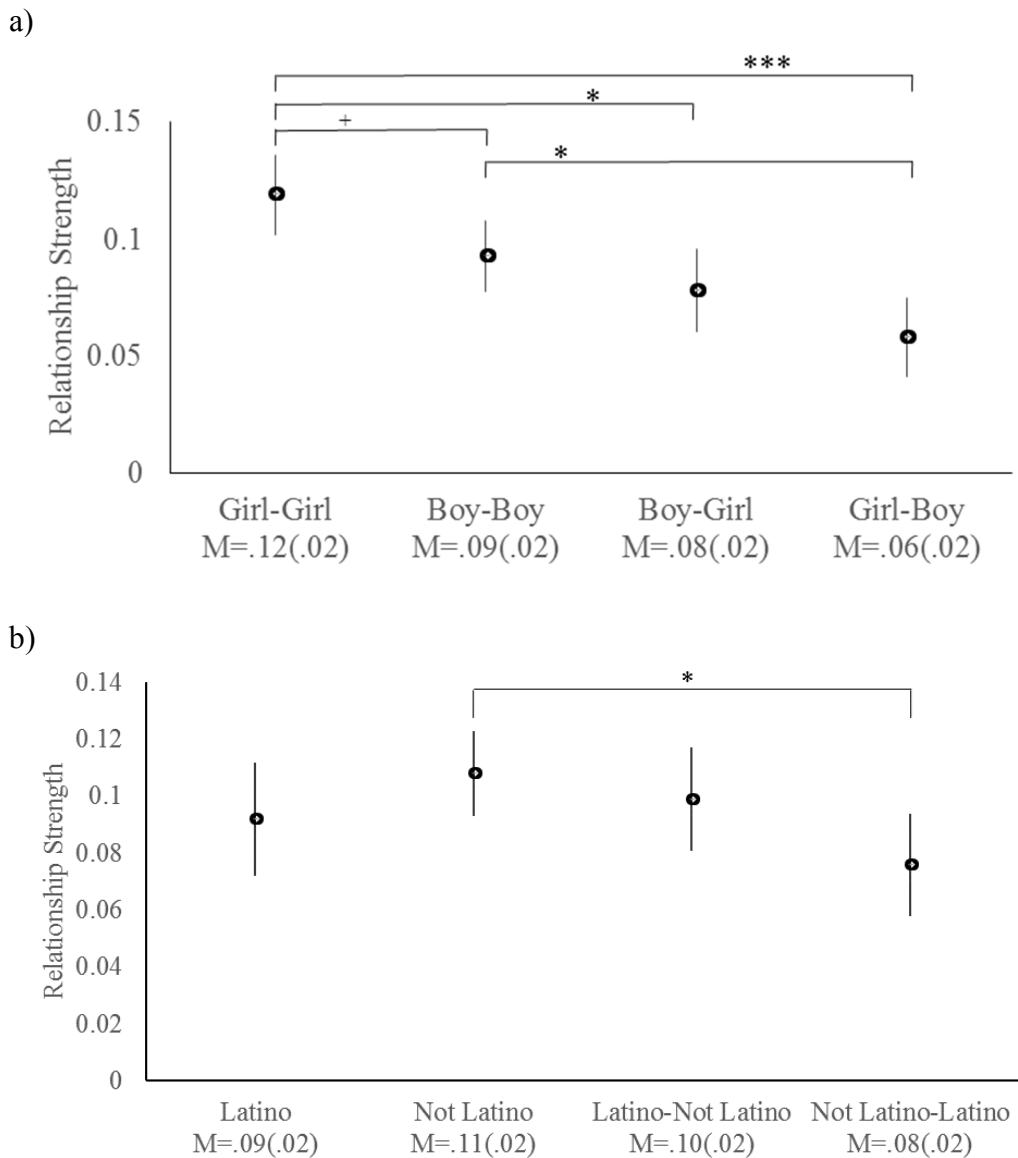 a)
***
*
+
*
0.15
0.1
0.05
0
Relationship Strength
Girl-Girl Boy-Boy Boy-Girl Girl-Boy
M=.12(.02) M=.09(.02) M=.08(.02) M=.06(.02)
b)
*
0.14
0.12
0.1
0.08
0.06
0.04
0.02
0
Relationship Strength
Latino Not Latino Latino-Not Latino Not Latino-Latino
M=.09(.02) M=.11(.02) M=.10(.02) M=.08(.02)